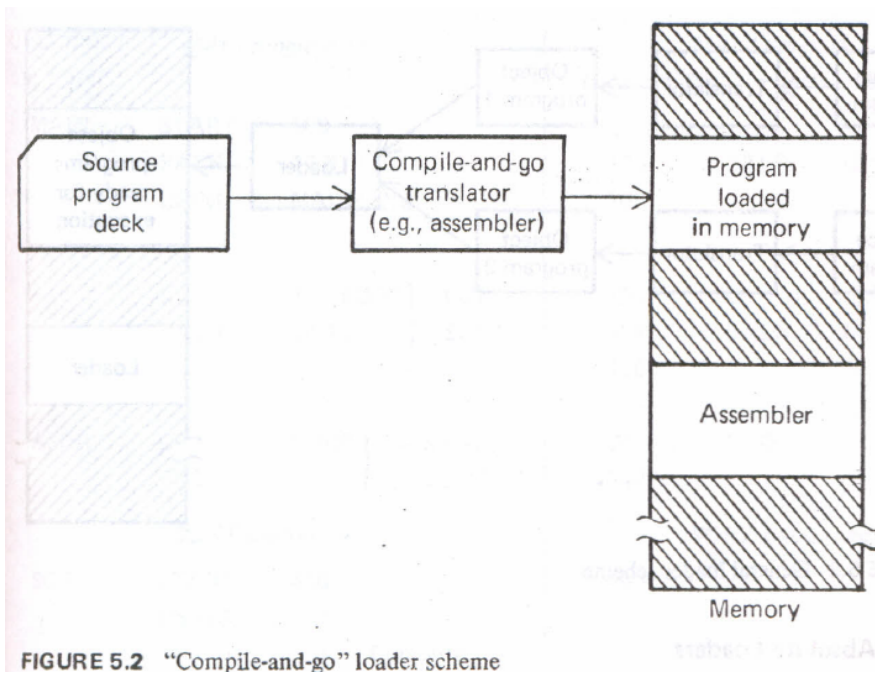 Source
program
deck
Compile-and-go
translator
(e.g., assembler)
Program
loaded
in memory
Assembler
Memory
FIGURE 5.2 "Compile-and-go" loader scheme